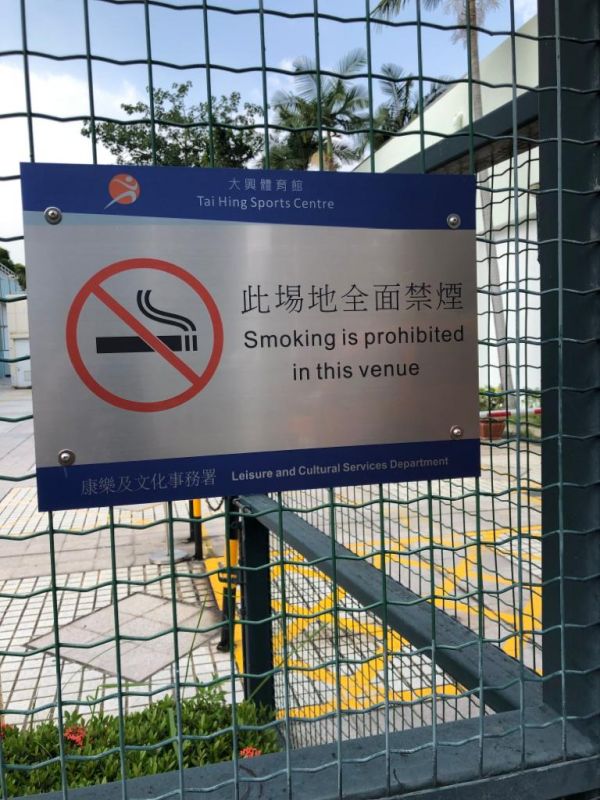 大興體育館
Tai Hing Sports Centre
此場地全面禁煙
Smoking is prohibited
in this venue
康樂及文化事務署 Leisure and Cultural Services Department